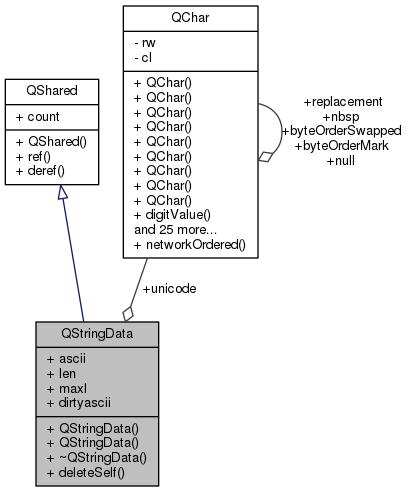 QChar
- rw
- cl
+ QChar()
+ QChar()
+ QChar()
+ QChar()
+ QChar()
+ QChar()
+ QChar()
+ QChar()
+ QChar()
+ digitValue()
and 25 more...
+ networkOrdered()
+replacement
+nbsp
+byteOrderSwapped
+byteOrderMark
+null
QShared
+ count
+ QShared()
+ ref()
+ deref()
+unicode
QStringData
+ ascii
+ len
+ maxl
+ dirtyascii
+ QStringData()
+ QStringData()
+ ~QStringData()
+ deleteSelf()